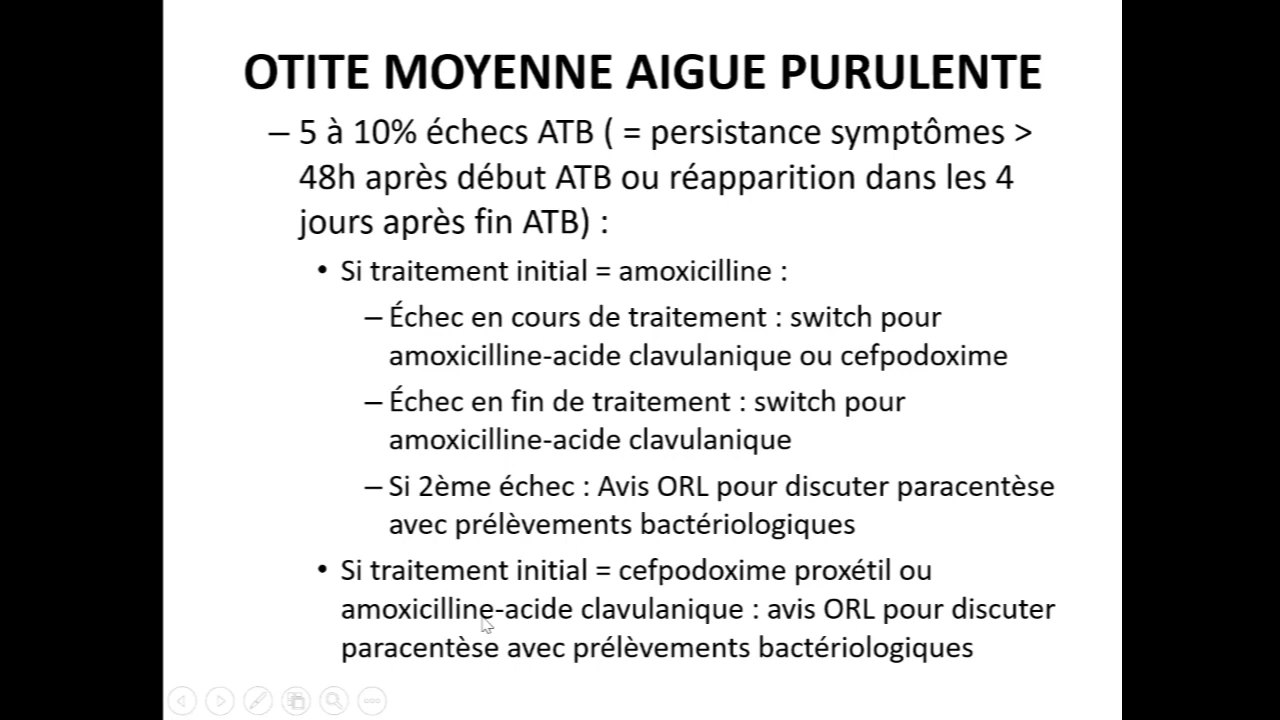 OTITE MOYENNE AIGUE PURULENTE
– 5 à 10% échecs ATB ( = persistance symptômes >
48h après début ATB ou réapparition dans les 4
jours après fin ATB) :
• Si traitement initial = amoxicilline :
– Échec en cours de traitement : switch pour
amoxicilline-acide clavulanique ou cefpodoxime
– Échec en fin de traitement : switch pour
amoxicilline-acide clavulanique
– Si 2ème échec : Avis ORL pour discuter paracentèse
avec prélèvements bactériologiques
• Si traitement initial = cefpodoxime proxétil ou
amoxicilline-acide clavulanique : avis ORL pour discuter
paracentèse avec prélèvements bactériologiques